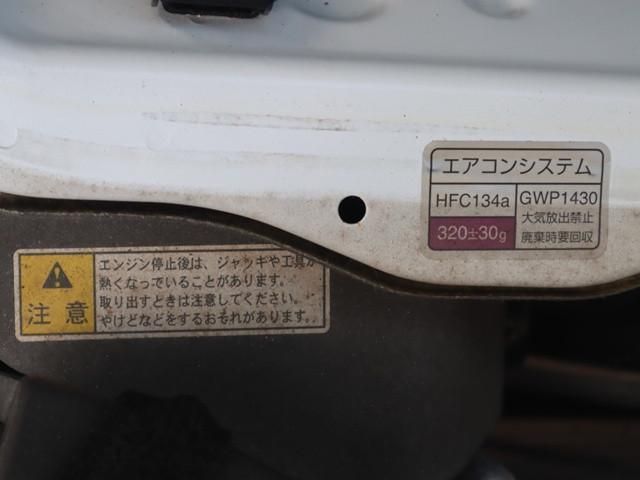 エアコンシステム
HFC134a
GWP1430
320±30g
大気放出禁止
廃棄時要回収
注意
エンジン停止後は、ジャッキや工具が
熱くなっていることがあります。
取り出すときは注意してください。
やけどなどをするおそれがあります。